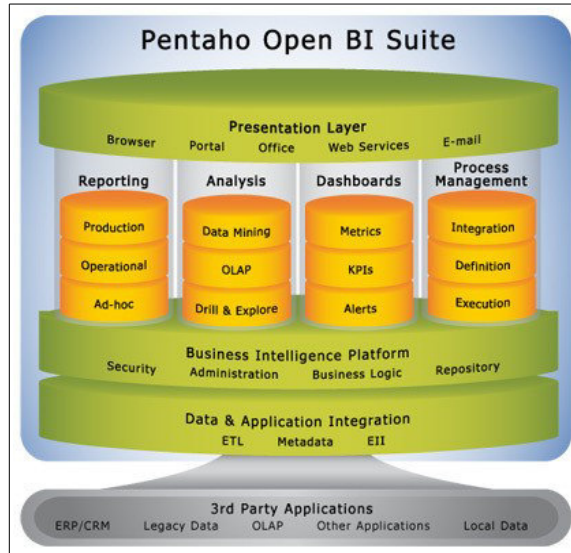 Pentaho Open BI Suite
Presentation Layer
Browser Portal Office Web Services E-mail
Reporting Analysis Dashboards Process Management
Production Data Mining Metrics Integration
Operational OLAP KPIs Definition
Ad-hoc Drill & Explore Alerts Execution
Business Intelligence Platform
Security Administration Business Logic Repository
Data & Application Integration
ETL Metadata EII
3rd Party Applications
ERP/CRM Legacy Data OLAP Other Applications Local Data